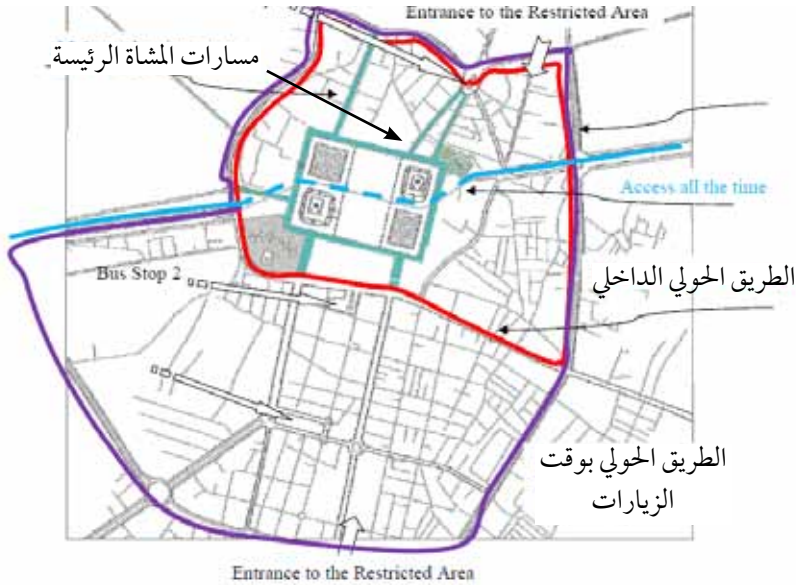 Entrance to the Restricted Area
مسارات المشاة الرئيسة
Access all the time
Bus Stop 2
الطريق الحولي الداخلي
الطريق الحولي بوقت
الزيارات
Entrance to the Restricted Area